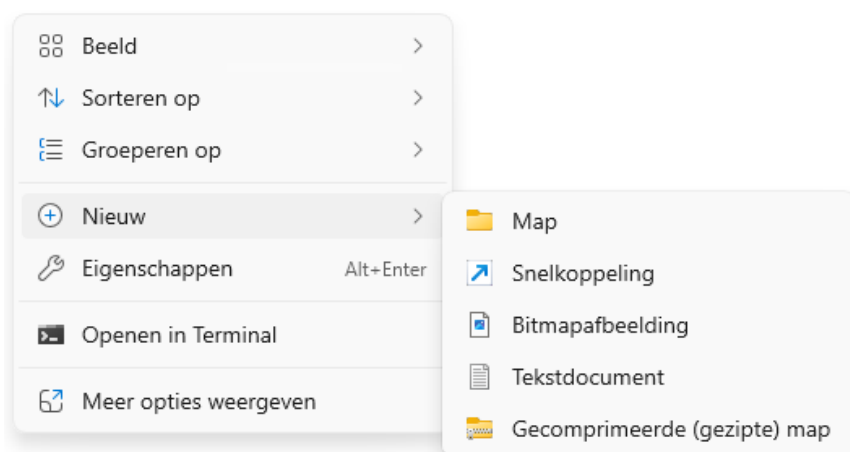 Beeld
Sorteren op
Groeperen op
Nieuw
Eigenschappen Alt+Enter
Openen in Terminal
Meer opties weergeven
Map
Snelkoppeling
Bitmapafbeelding
Tekstdocument
Gecomprimeerde (gezipte) map